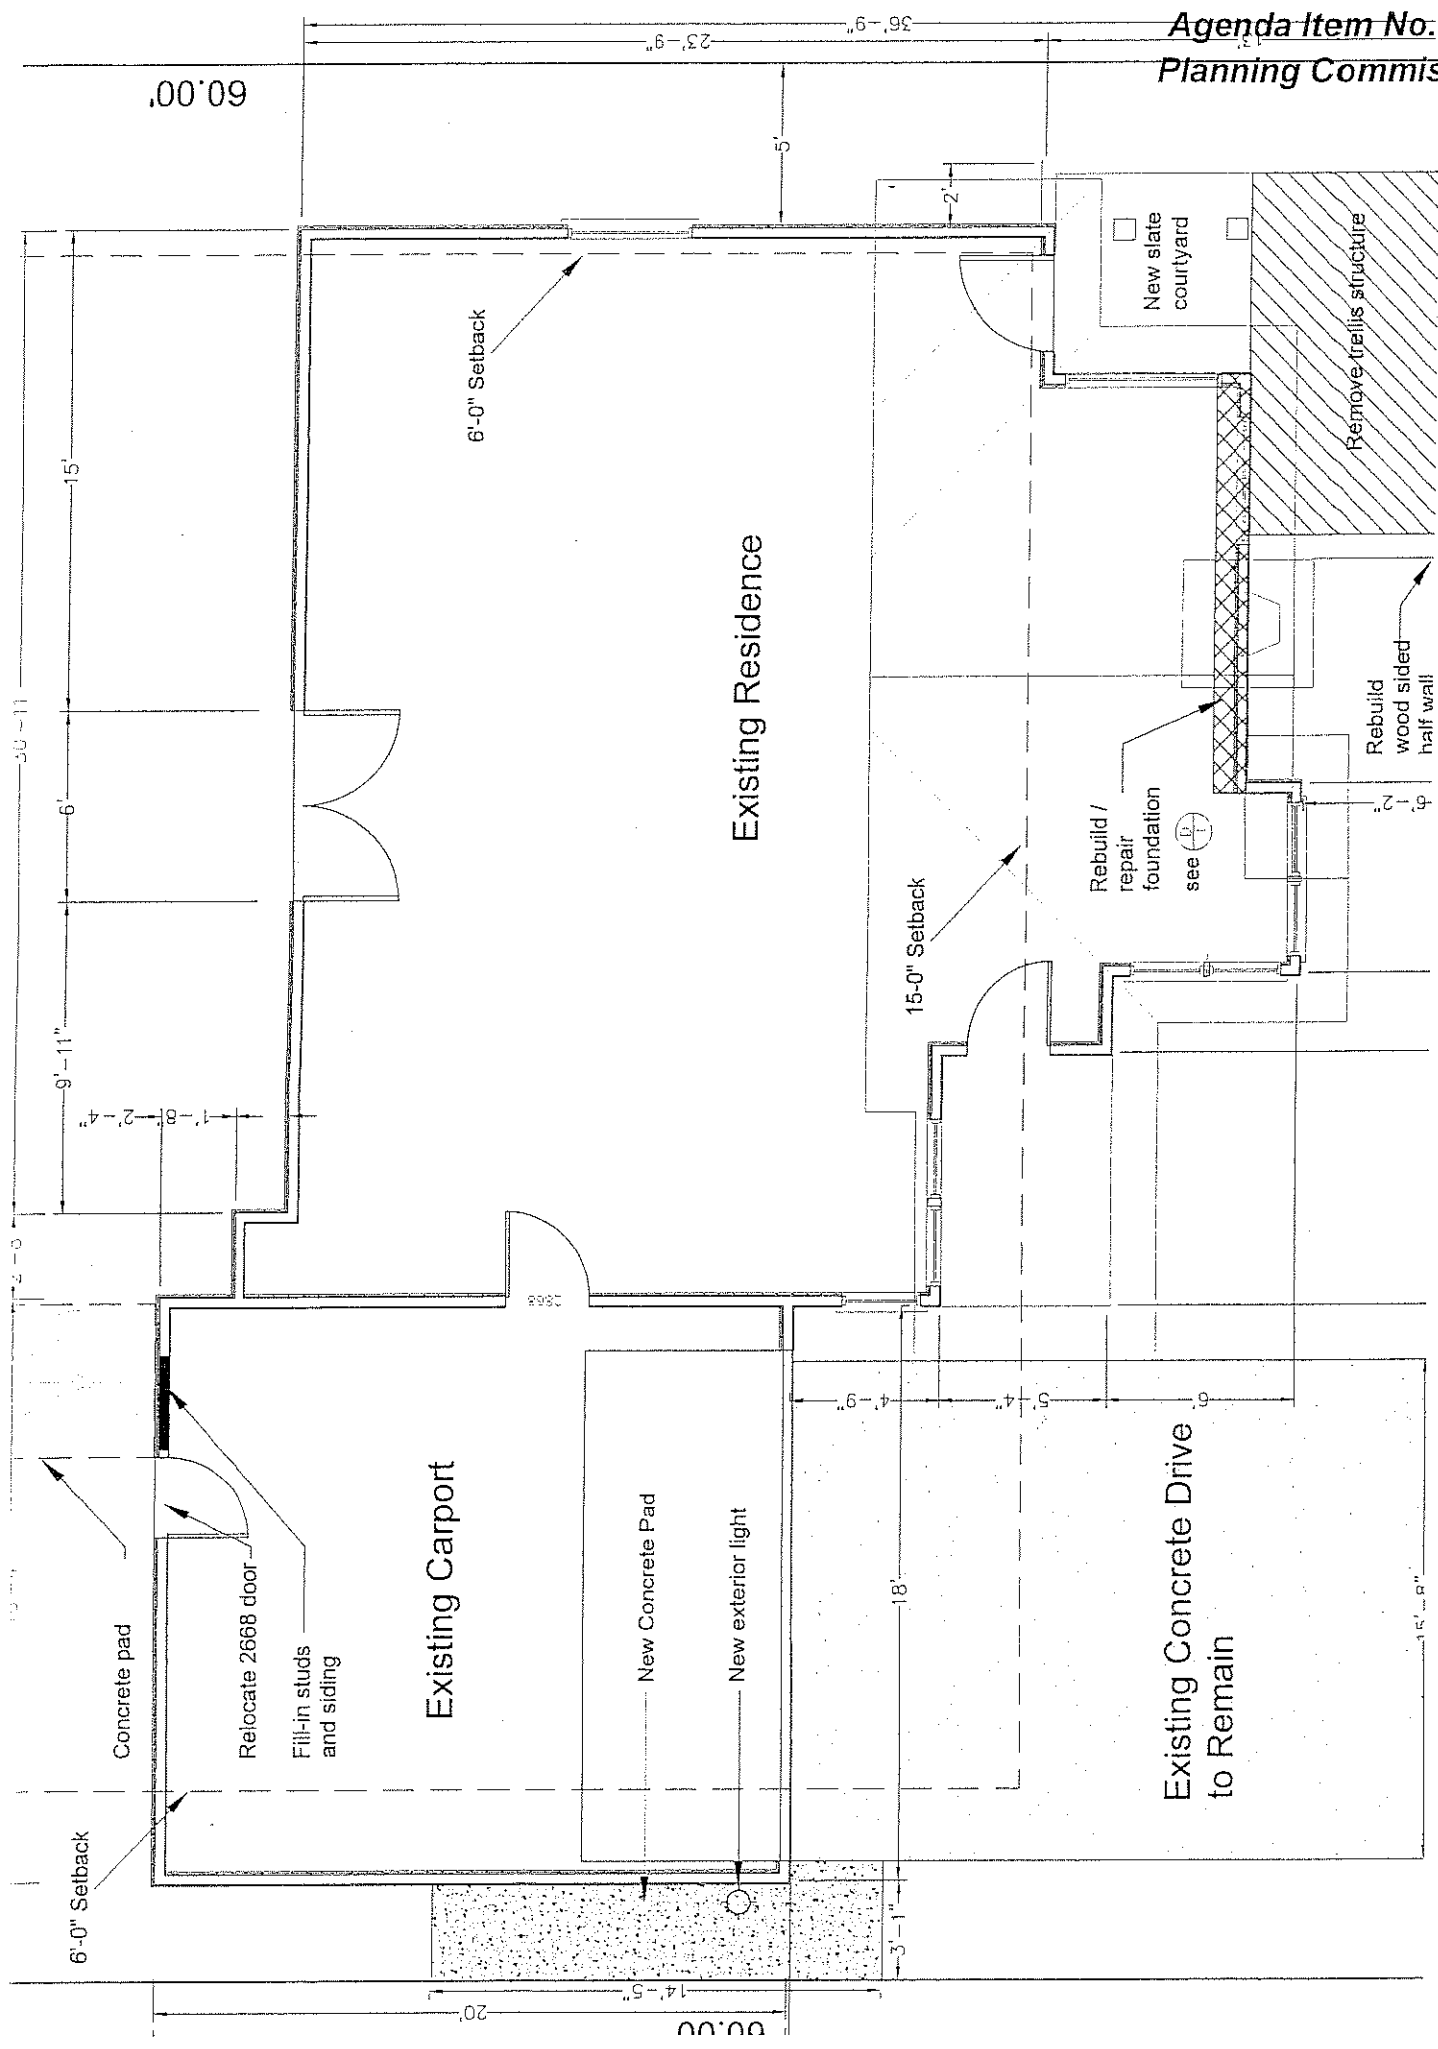 Agenda Item No.
Planning Commis
36'-9"
23'-9"
13'
60.00'
5'
2'
15'
6'
9'-11"
1'-8"
2'-4"
6'-0" Setback
New slate
courtyard
Remove trellis structure
Existing Residence
Rebuild
wood sided
half wall
6'-2"
Rebuild /
repair
foundation
see
15-0" Setback
2868
4'-9"
5'-4"
6'
18'
Existing Carport
Concrete pad
Relocate 2668 door
Fill-in studs
and siding
New Concrete Pad
New exterior light
Existing Concrete Drive
to Remain
15'-8"
6'-0" Setback
3'-1"
14'-5"
20'
60.00